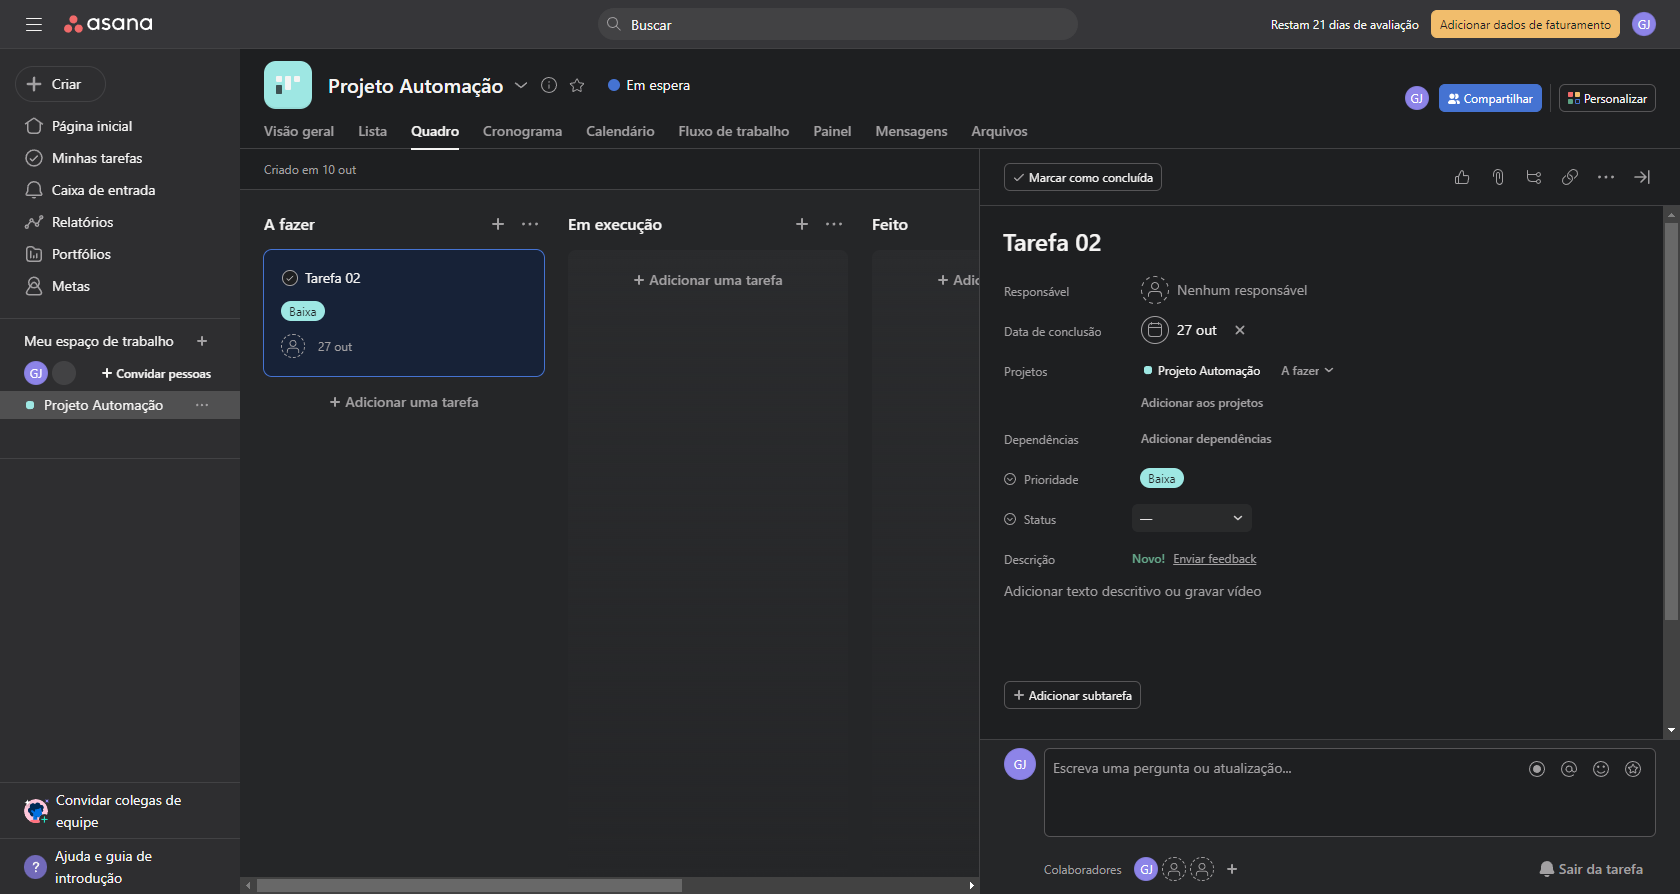 asana
Buscar
Restam 21 dias de avaliação
Adicionar dados de faturamento
GJ
Criar
Página inicial
Minhas tarefas
Caixa de entrada
Relatórios
Portfólios
Metas
Meu espaço de trabalho
GJ
Convidar pessoas
Projeto Automação
Convidar colegas de
equipe
?
Ajuda e guia de
introdução
Projeto Automação
Em espera
GJ
Compartilhar
Personalizar
Visão geral
Lista
Quadro
Cronograma
Calendário
Fluxo de trabalho
Painel
Mensagens
Arquivos
Criado em 10 out
A fazer
Tarefa 02
Baixa
27 out
+ Adicionar uma tarefa
Em execução
+ Adicionar uma tarefa
Feito
+ Adic
Marcar como concluída
Tarefa 02
Responsável
Nenhum responsável
Data de conclusão
27 out
Projetos
Projeto Automação
A fazer
Adicionar aos projetos
Dependências
Adicionar dependências
Prioridade
Baixa
Status
—
Descrição
Novo! Enviar feedback
Adicionar texto descritivo ou gravar vídeo
+ Adicionar subtarefa
GJ
Escreva uma pergunta ou atualização...
Colaboradores
GJ
Sair da tarefa